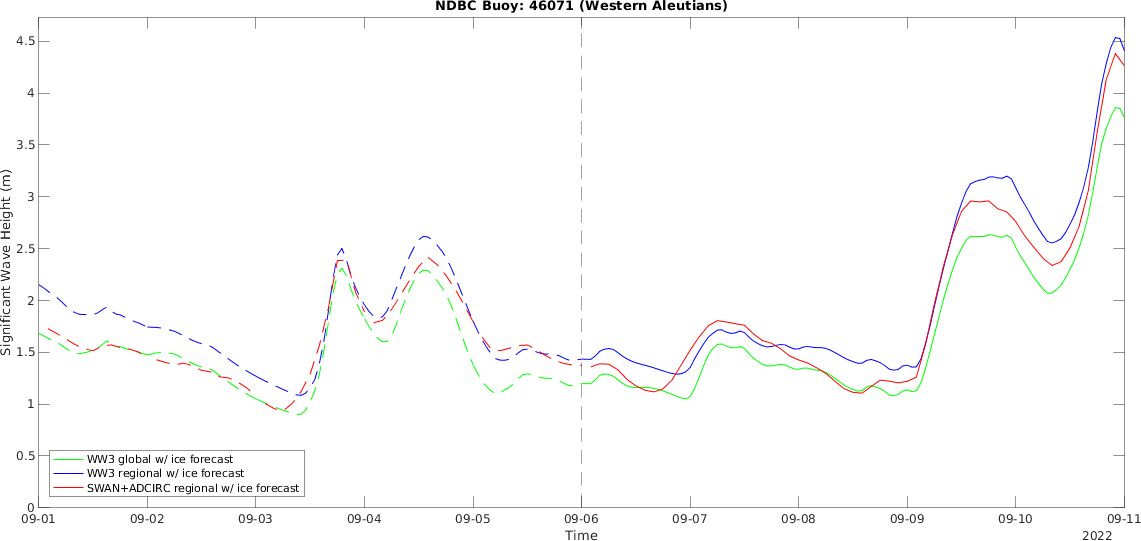 NDBC Buoy: 46071 (Western Aleutians)
4.5
4
3.5
3
2.5
2
1.5
1
0.5
0
Significant Wave Height (m)
WW3 global w/ ice forecast
WW3 regional w/ ice forecast
SWAN+ADCIRC regional w/ ice forecast
09-01 09-02 09-03 09-04 09-05 09-06 09-07 09-08 09-09 09-10 09-11
Time
2022